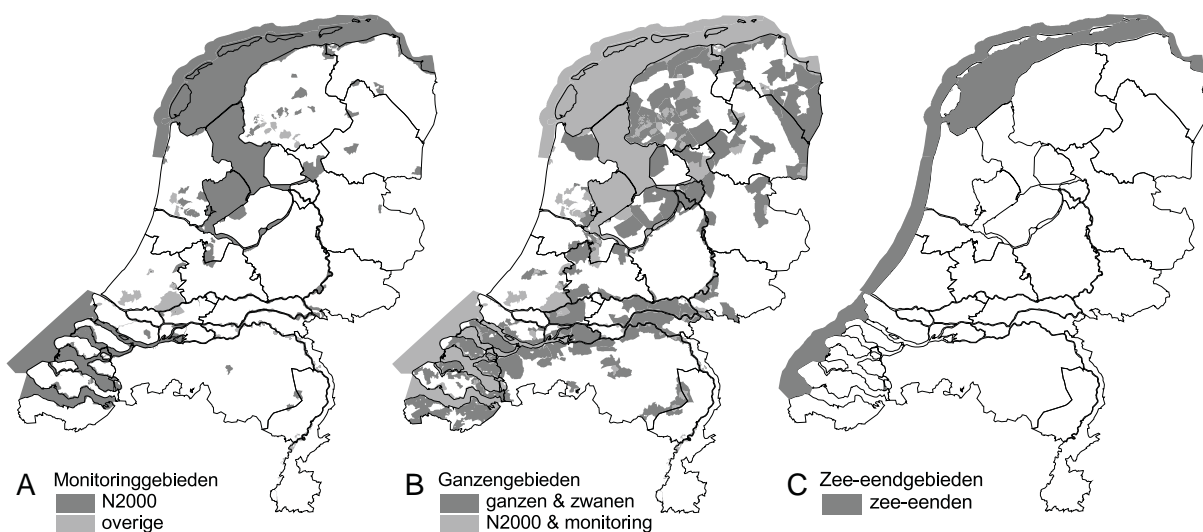 A Monitoringgebieden
N2000
overige
B Ganzengebieden
ganzen & zwanen
N2000 & monitoring
C Zee-eendgebieden
zee-eenden